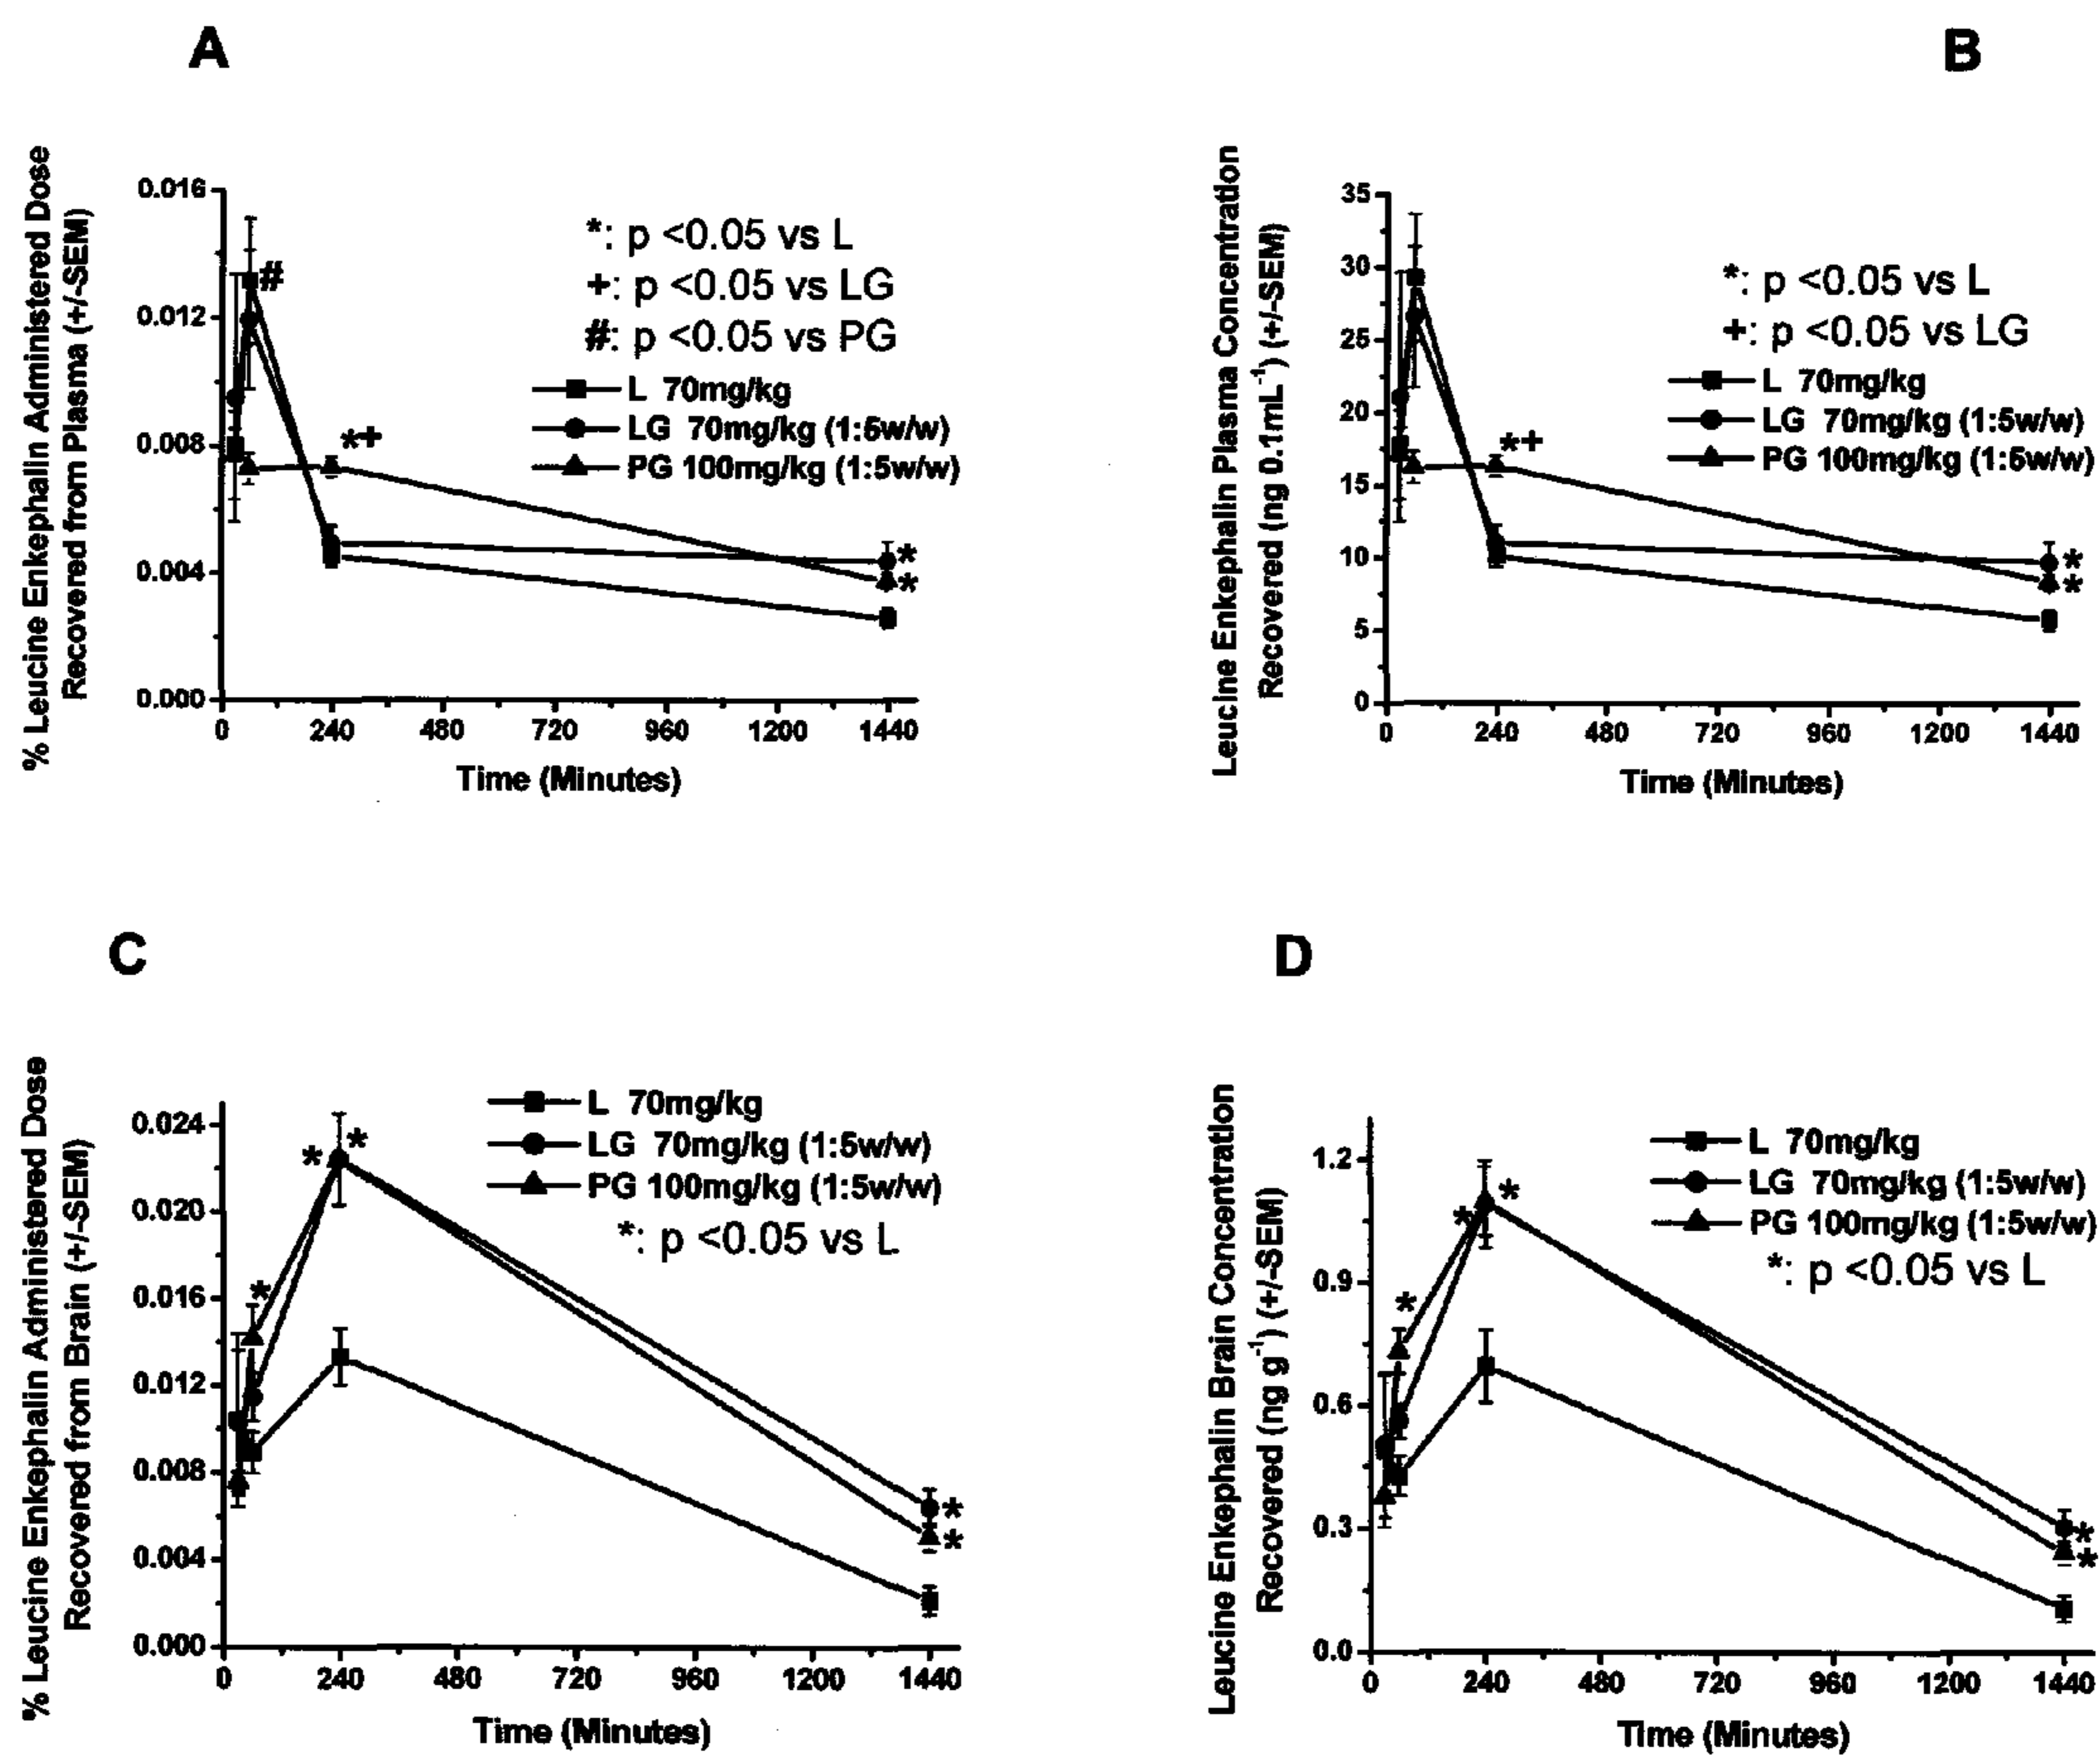 A
% Leucine Enkephalin Administered Dose
Recovered from Plasma (+/-SEM)
0.016
0.012
0.008
0.004
0.000
*: p <0.05 vs L
+: p <0.05 vs LG
#: p <0.05 vs PG
L 70mg/kg
LG 70mg/kg (1:5w/w)
PG 100mg/kg (1:5w/w)
#
*+
*
*
0 240 480 720 960 1200 1440
Time (Minutes)
B
Leucine Enkephalin Plasma Concentration
Recovered (ng 0.1mL⁻¹) (+/-SEM)
35
30
25
20
15
10
5
0
*: p <0.05 vs L
+: p <0.05 vs LG
L 70mg/kg
LG 70mg/kg (1:5w/w)
PG 100mg/kg (1:5w/w)
*+
*
*
0 240 480 720 960 1200 1440
Time (Minutes)
C
% Leucine Enkephalin Administered Dose
Recovered from Brain (+/-SEM)
0.024
0.020
0.016
0.012
0.008
0.004
0.000
L 70mg/kg
LG 70mg/kg (1:5w/w)
PG 100mg/kg (1:5w/w)
*: p <0.05 vs L
* *
*
*
*
0 240 480 720 960 1200 1440
Time (Minutes)
D
Leucine Enkephalin Brain Concentration
Recovered (ng g⁻¹) (+/-SEM)
1.2
0.9
0.6
0.3
0.0
L 70mg/kg
LG 70mg/kg (1:5w/w)
PG 100mg/kg (1:5w/w)
*: p <0.05 vs L
*
*
*
*
*
0 240 480 720 960 1200 1440
Time (Minutes)